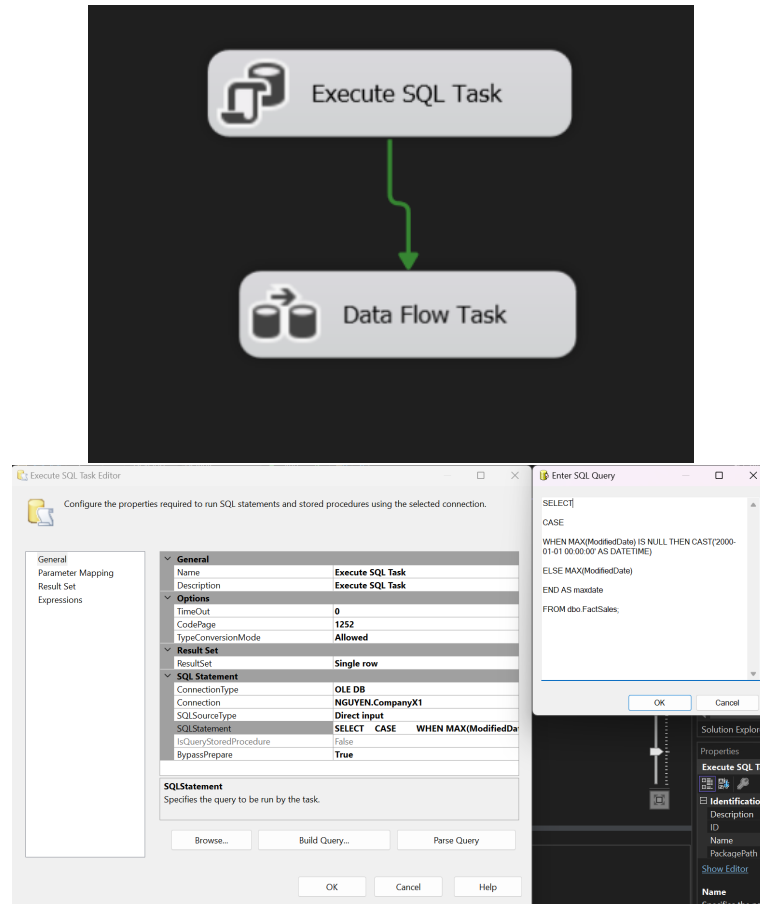 Execute SQL Task
Data Flow Task
Execute SQL Task Editor
Configure the properties required to run SQL statements and stored procedures using the selected connection.
General
Parameter Mapping
Result Set
Expressions
General
Name Execute SQL Task
Description Execute SQL Task
Options
TimeOut 0
CodePage 1252
TypeConversionMode Allowed
Result Set
ResultSet Single row
SQL Statement
ConnectionType OLE DB
Connection NGUYEN.CompanyX1
SQLSourceType Direct input
SQLStatement SELECT CASE WHEN MAX(ModifiedDa
IsQueryStoredProcedure False
BypassPrepare True
SQLStatement
Specifies the query to be run by the task.
Browse...
Build Query...
Parse Query
OK
Cancel
Help
Enter SQL Query
SELECT
CASE
WHEN MAX(ModifiedDate) IS NULL THEN CAST('2000-
01-01 00:00:00' AS DATETIME)
ELSE MAX(ModifiedDate)
END AS maxdate
FROM dbo.FactSales;
OK
Cancel
Solution Explor
Properties
Execute SQL T
Identificatio
Description
ID
Name
PackagePath
Show Editor
Name